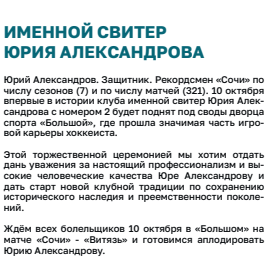 ИМЕННОЙ СВИТЕР
ЮРИЯ АЛЕКСАНДРОВА
Юрий Александров. Защитник. Рекордсмен «Сочи» по
числу сезонов (7) и по числу матчей (321). 10 октября
впервые в истории клуба именной свитер Юрия Алек-
сандрова с номером 2 будет поднят под своды дворца
спорта «Большой», где прошла значимая часть игро-
вой карьеры хоккеиста.
Этой торжественной церемонией мы хотим отдать
дань уважения за настоящий профессионализм и вы-
сокие человеческие качества Юре Александрову и
дать старт новой клубной традиции по сохранению
исторического наследия и преемственности поколе-
ний.
Ждём всех болельщиков 10 октября в «Большом» на
матче «Сочи» - «Витязь» и готовимся аплодировать
Юрию Александрову.